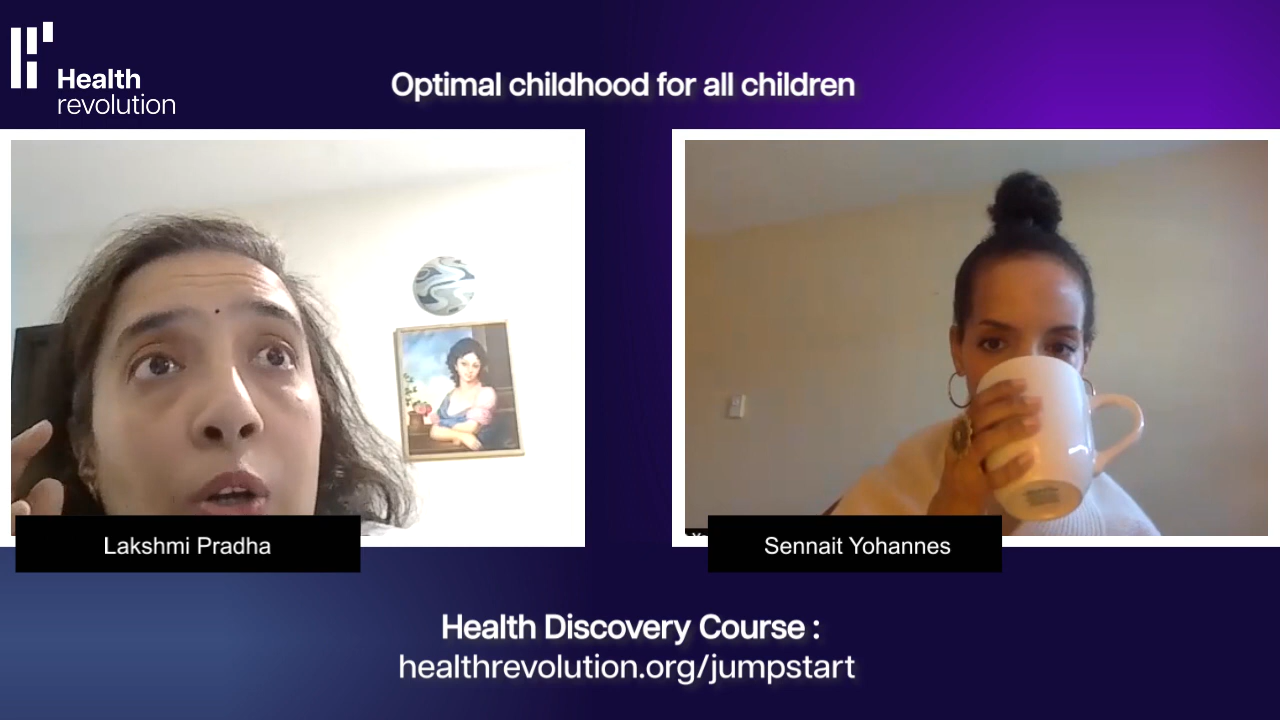 Health
revolution
Optimal childhood for all children
Lakshmi Pradha
Sennait Yohannes
Health Discovery Course :
healthrevolution.org/jumpstart